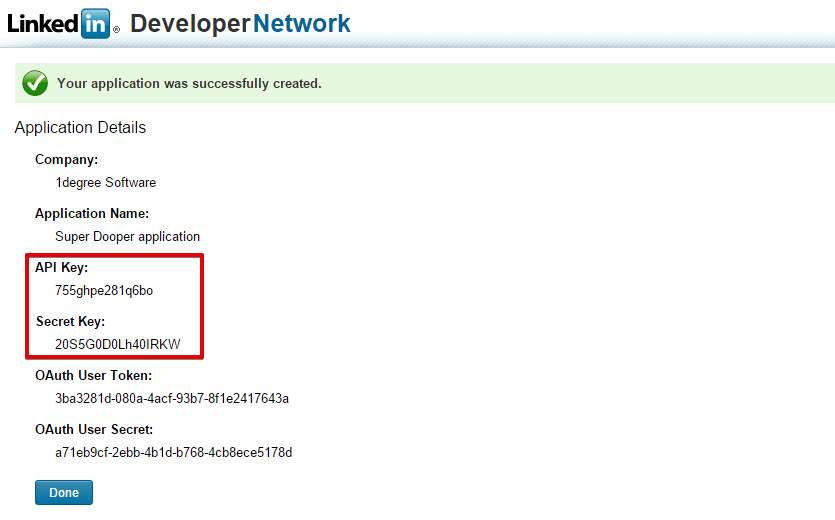 Linked in ® DeveloperNetwork
Your application was successfully created.
Application Details
Company:
1degree Software
Application Name:
Super Dooper application
API Key:
755ghpe281q6bo
Secret Key:
20S5G0D0Lh40IRKW
OAuth User Token:
3ba3281d-080a-4acf-93b7-8f1e2417643a
OAuth User Secret:
a71eb9cf-2ebb-4b1d-b768-4cb8ece5178d
Done